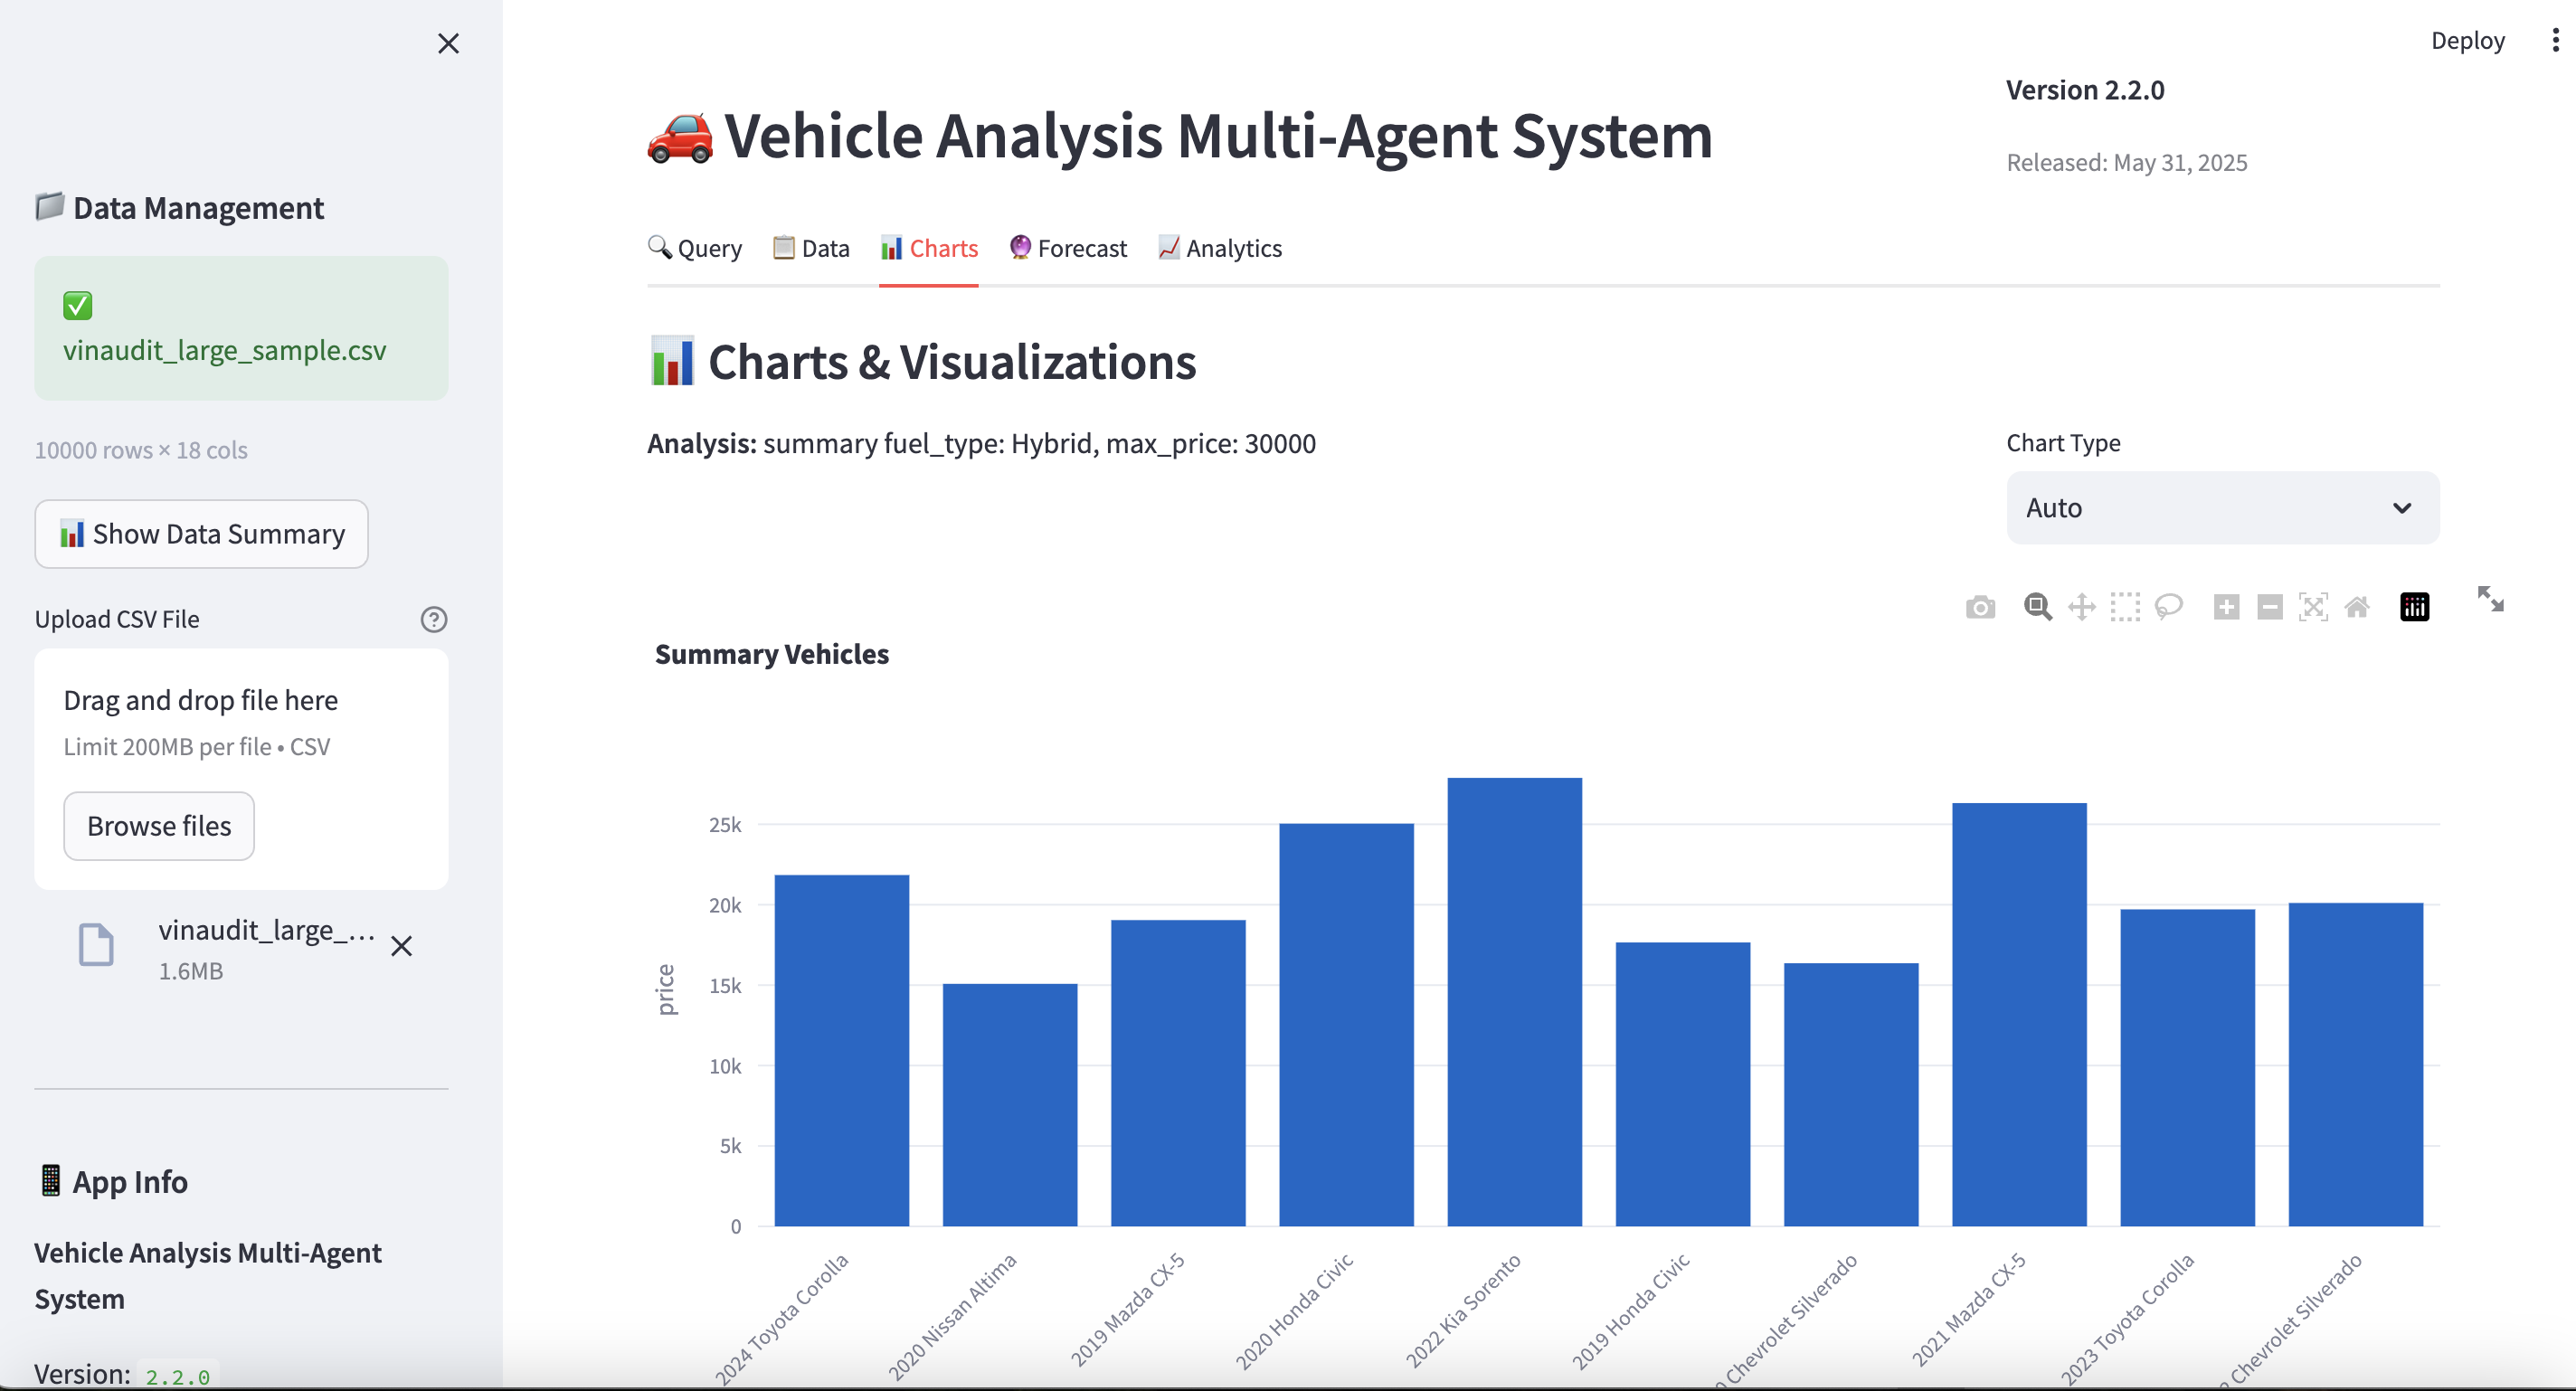 Deploy
Data Management
vinaudit_large_sample.csv
10000 rows × 18 cols
Show Data Summary
Upload CSV File
Drag and drop file here
Limit 200MB per file • CSV
Browse files
vinaudit_large_...
1.6MB
App Info
Vehicle Analysis Multi-Agent
System
Version: 2.2.0
Vehicle Analysis Multi-Agent System
Version 2.2.0
Released: May 31, 2025
Query Data Charts Forecast Analytics
Charts & Visualizations
Analysis: summary fuel_type: Hybrid, max_price: 30000
Chart Type
Auto
Summary Vehicles
price
25k
20k
15k
10k
5k
0
2024 Toyota Corolla
2020 Nissan Altima
2019 Mazda CX-5
2020 Honda Civic
2022 Kia Sorento
2019 Honda Civic
Chevrolet Silverado
2021 Mazda CX-5
2023 Toyota Corolla
Chevrolet Silverado